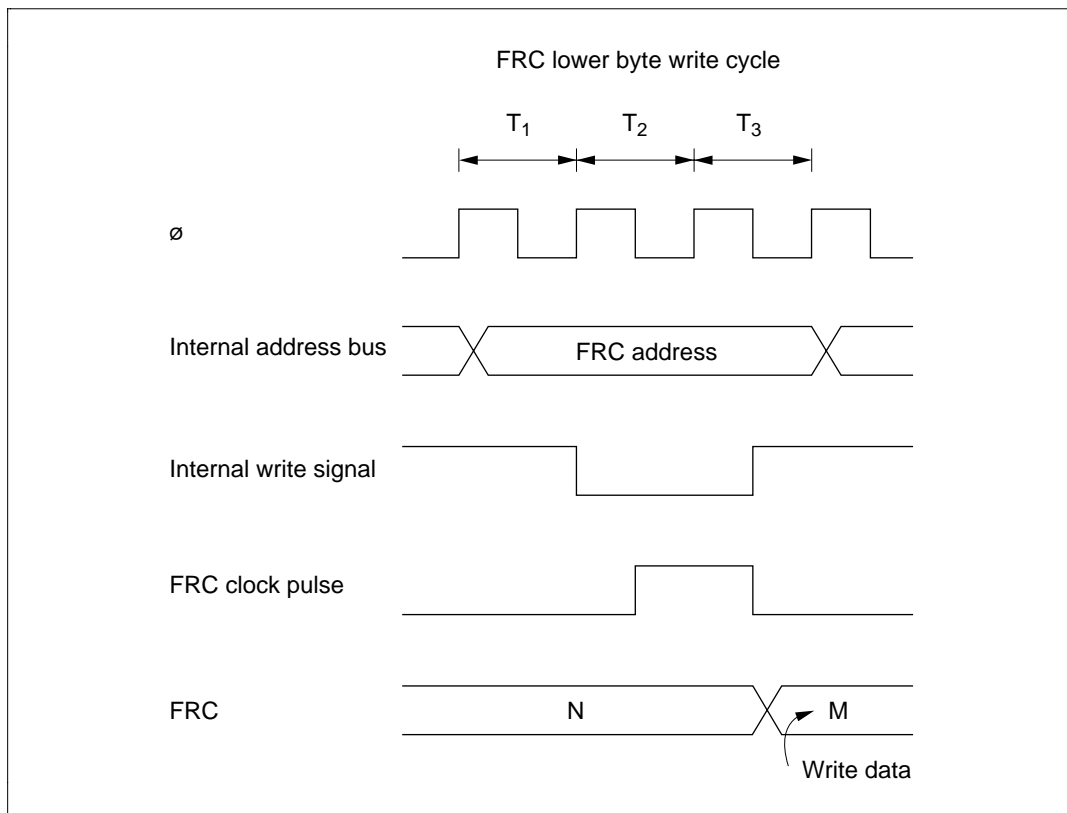 FRC lower byte write cycle
T1 T2 T3
ø
Internal address bus
FRC address
Internal write signal
FRC clock pulse
FRC
N
M
Write data